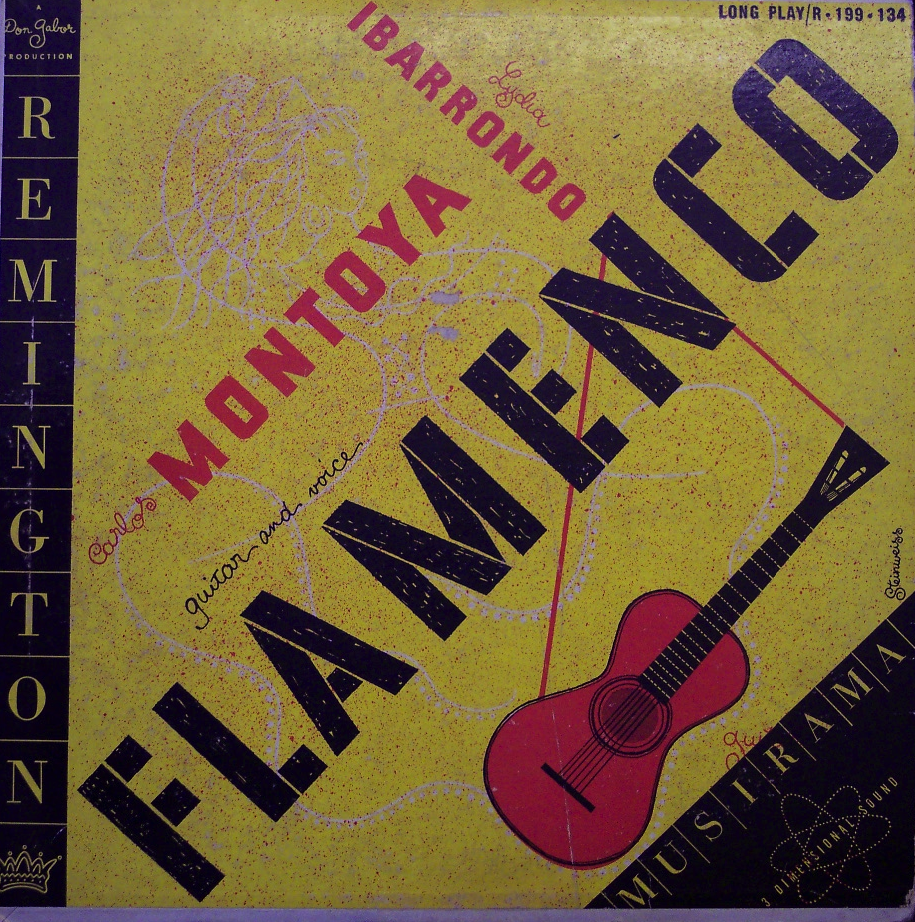 A
Don Gabor
PRODUCTION
REMINGTON
LONG PLAY/R·199·134
Lydia
IBARRONDO
Carlos
MONTOYA
guitar and voice
FLAMENCO
Steinweiss
MUSIRAMA
3 DIMENSIONAL SOUND